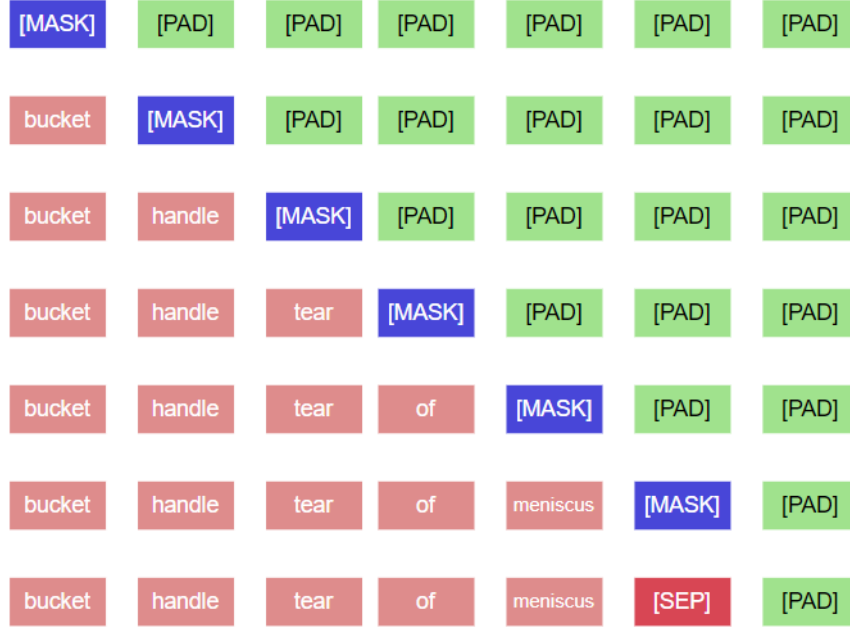 [MASK] [PAD] [PAD] [PAD] [PAD] [PAD] [PAD]
bucket [MASK] [PAD] [PAD] [PAD] [PAD] [PAD]
bucket handle [MASK] [PAD] [PAD] [PAD] [PAD]
bucket handle tear [MASK] [PAD] [PAD] [PAD]
bucket handle tear of [MASK] [PAD] [PAD]
bucket handle tear of meniscus [MASK] [PAD]
bucket handle tear of meniscus [SEP] [PAD]